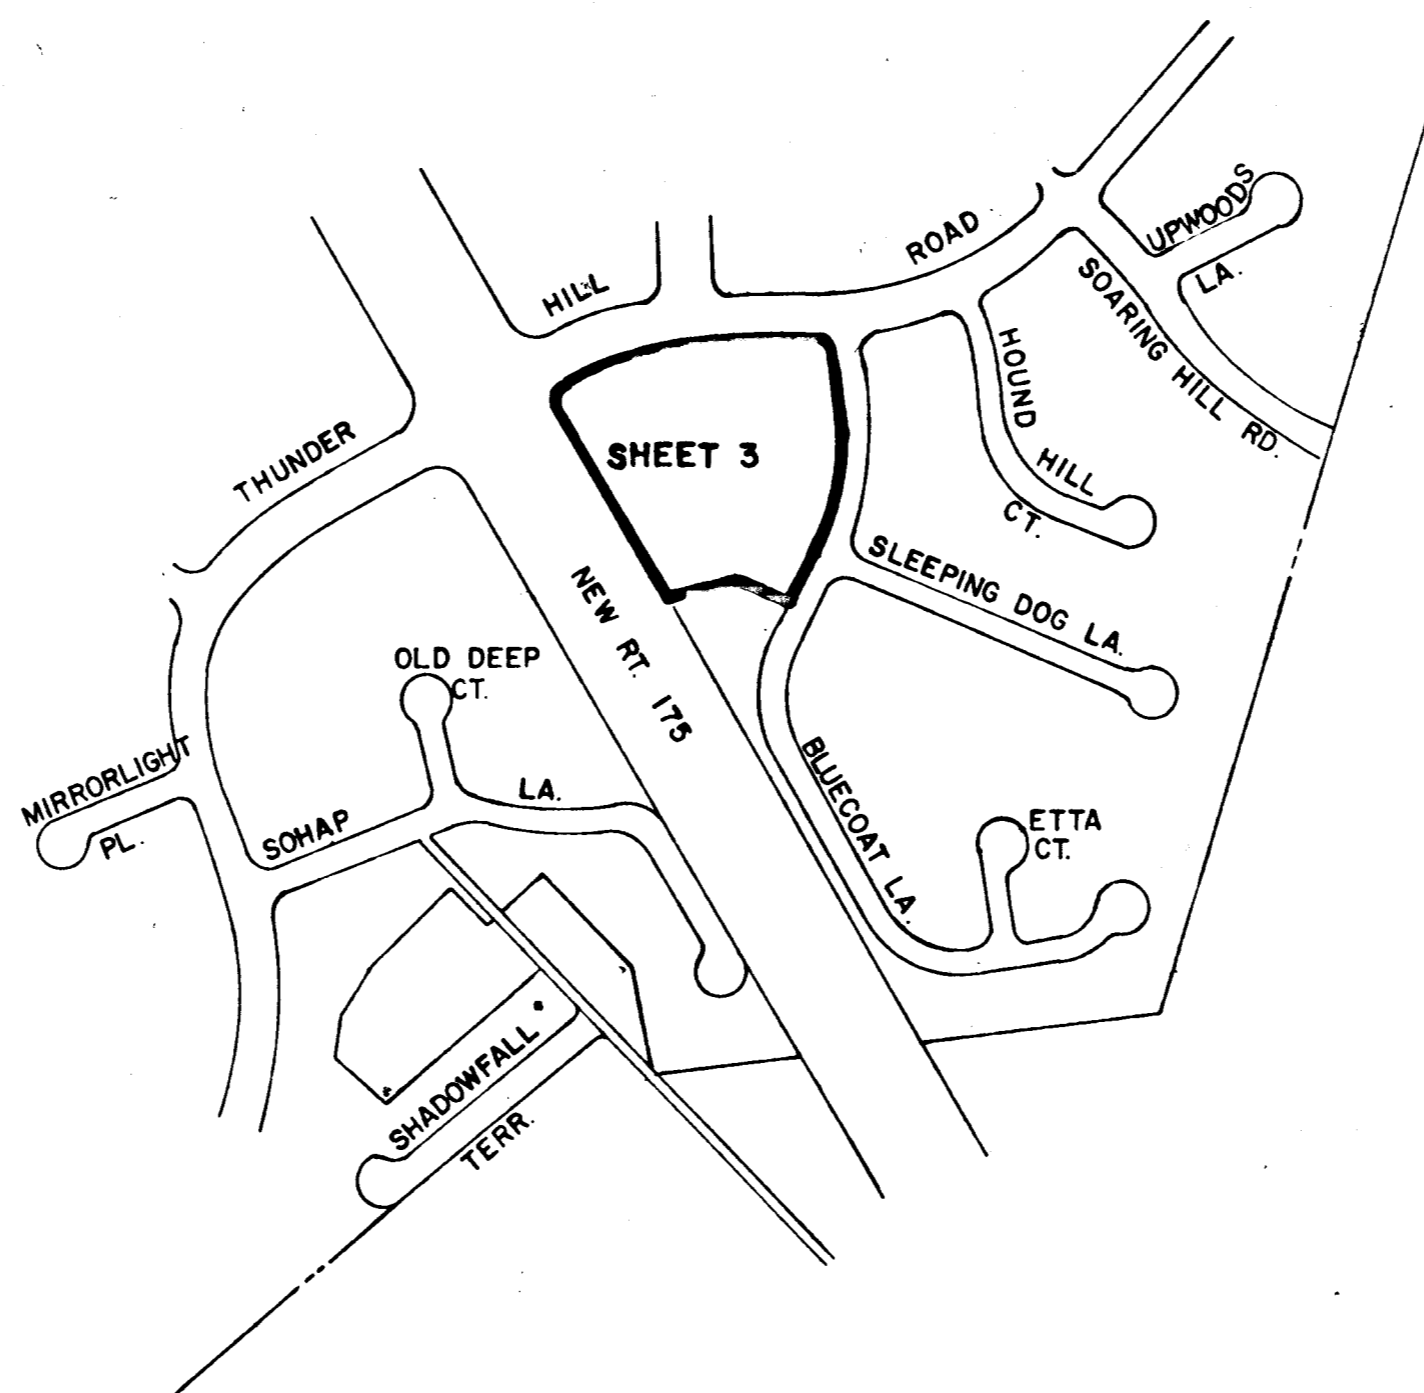 UPWOODS
LA.
ROAD
HILL
SOARING HILL RD.
HOUND
HILL
CT.
THUNDER
SHEET 3
SLEEPING DOG LA.
NEW RT. 175
OLD DEEP
CT.
MIRRORLIGHT
PL.
SOHAP
LA.
BLUECOAT LA.
ETTA
CT.
SHADOWFALL
TERR.